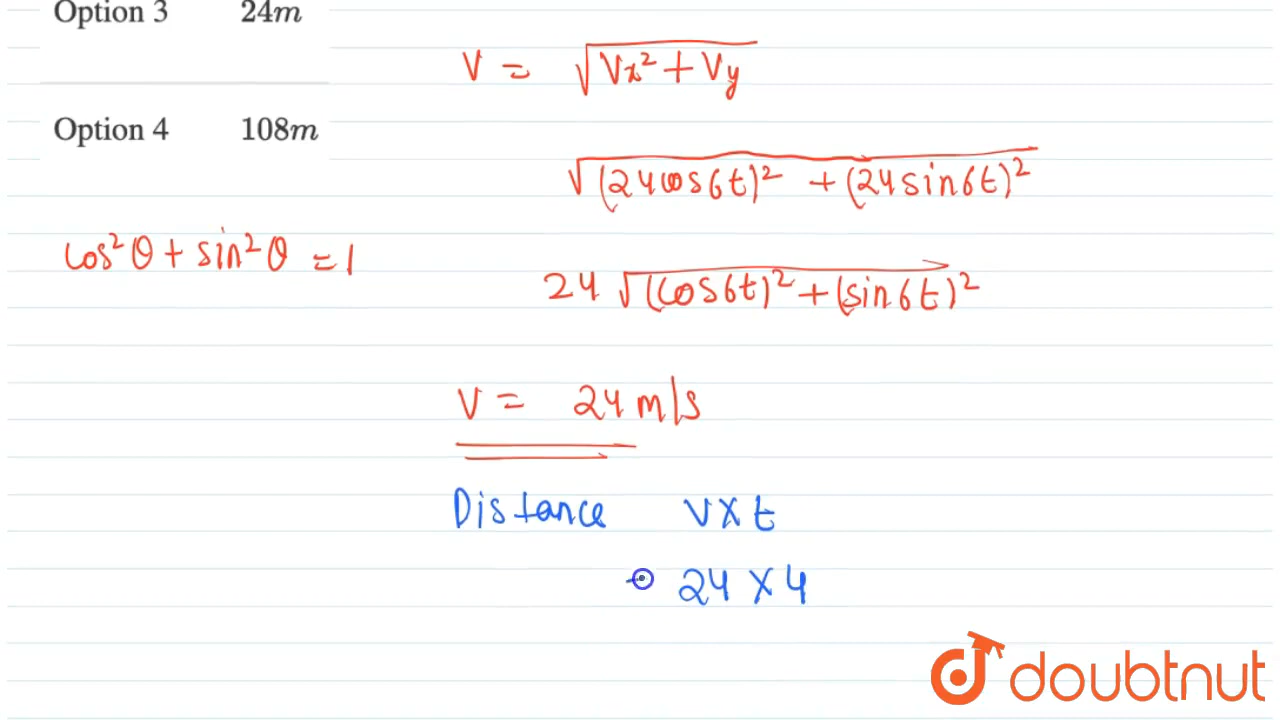 Option 3 24m
V = √Vx² + Vy
Option 4 108m
√(24cos6t)² + (24sin6t)²
cos²θ + sin²θ = 1
24 √(cos6t)² + (sin6t)²
V = 24 m/s
Distance V×t
24 × 4
doubtnut